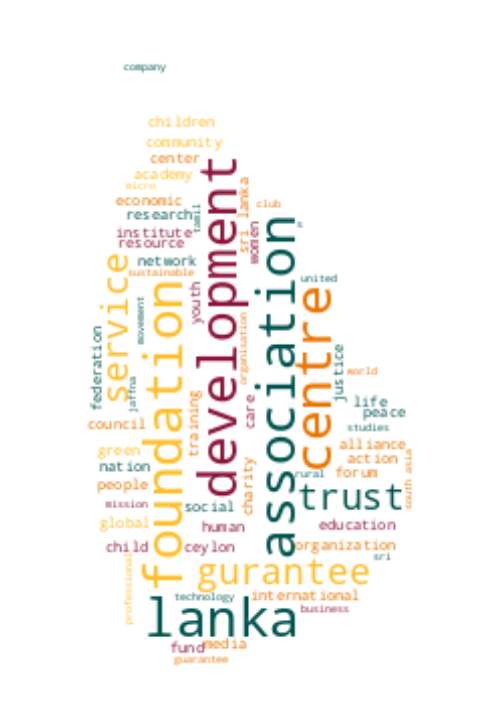 company
children
community
center
academy
micro
economic
club
research
tamil
sri lanka
s
institute
women
resource
development
association
network
sustainable
united
service
foundation
youth
centre
movement
organisation
federation
jaffna
justice
world
care
life
peace
council
training
studies
green
alliance
nation
action
south asia
people
charity
rural
forum
mission
social
trust
global
human
education
child
ceylon
organization
sri
professional
gurantee
technology
international
lanka
business
fund
media
guarantee